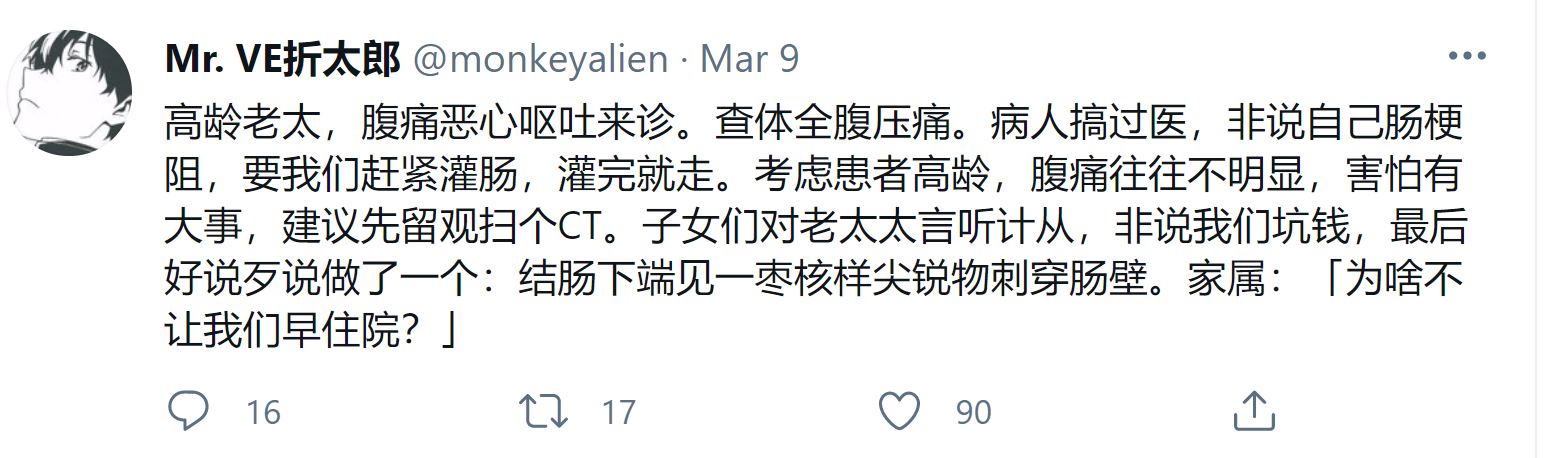 Mr. VE折太郎 @monkeyalien · Mar 9
高龄老太，腹痛恶心呕吐来诊。查体全腹压痛。病人搞过医，非说自己肠梗
阻，要我们赶紧灌肠，灌完就走。考虑患者高龄，腹痛往往不明显，害怕有
大事，建议先留观扫个CT。子女们对老太太言听计从，非说我们坑钱，最后
好说歹说做了一个：结肠下端见一枣核样尖锐物刺穿肠壁。家属：「为啥不
让我们早住院？」
16 17 90